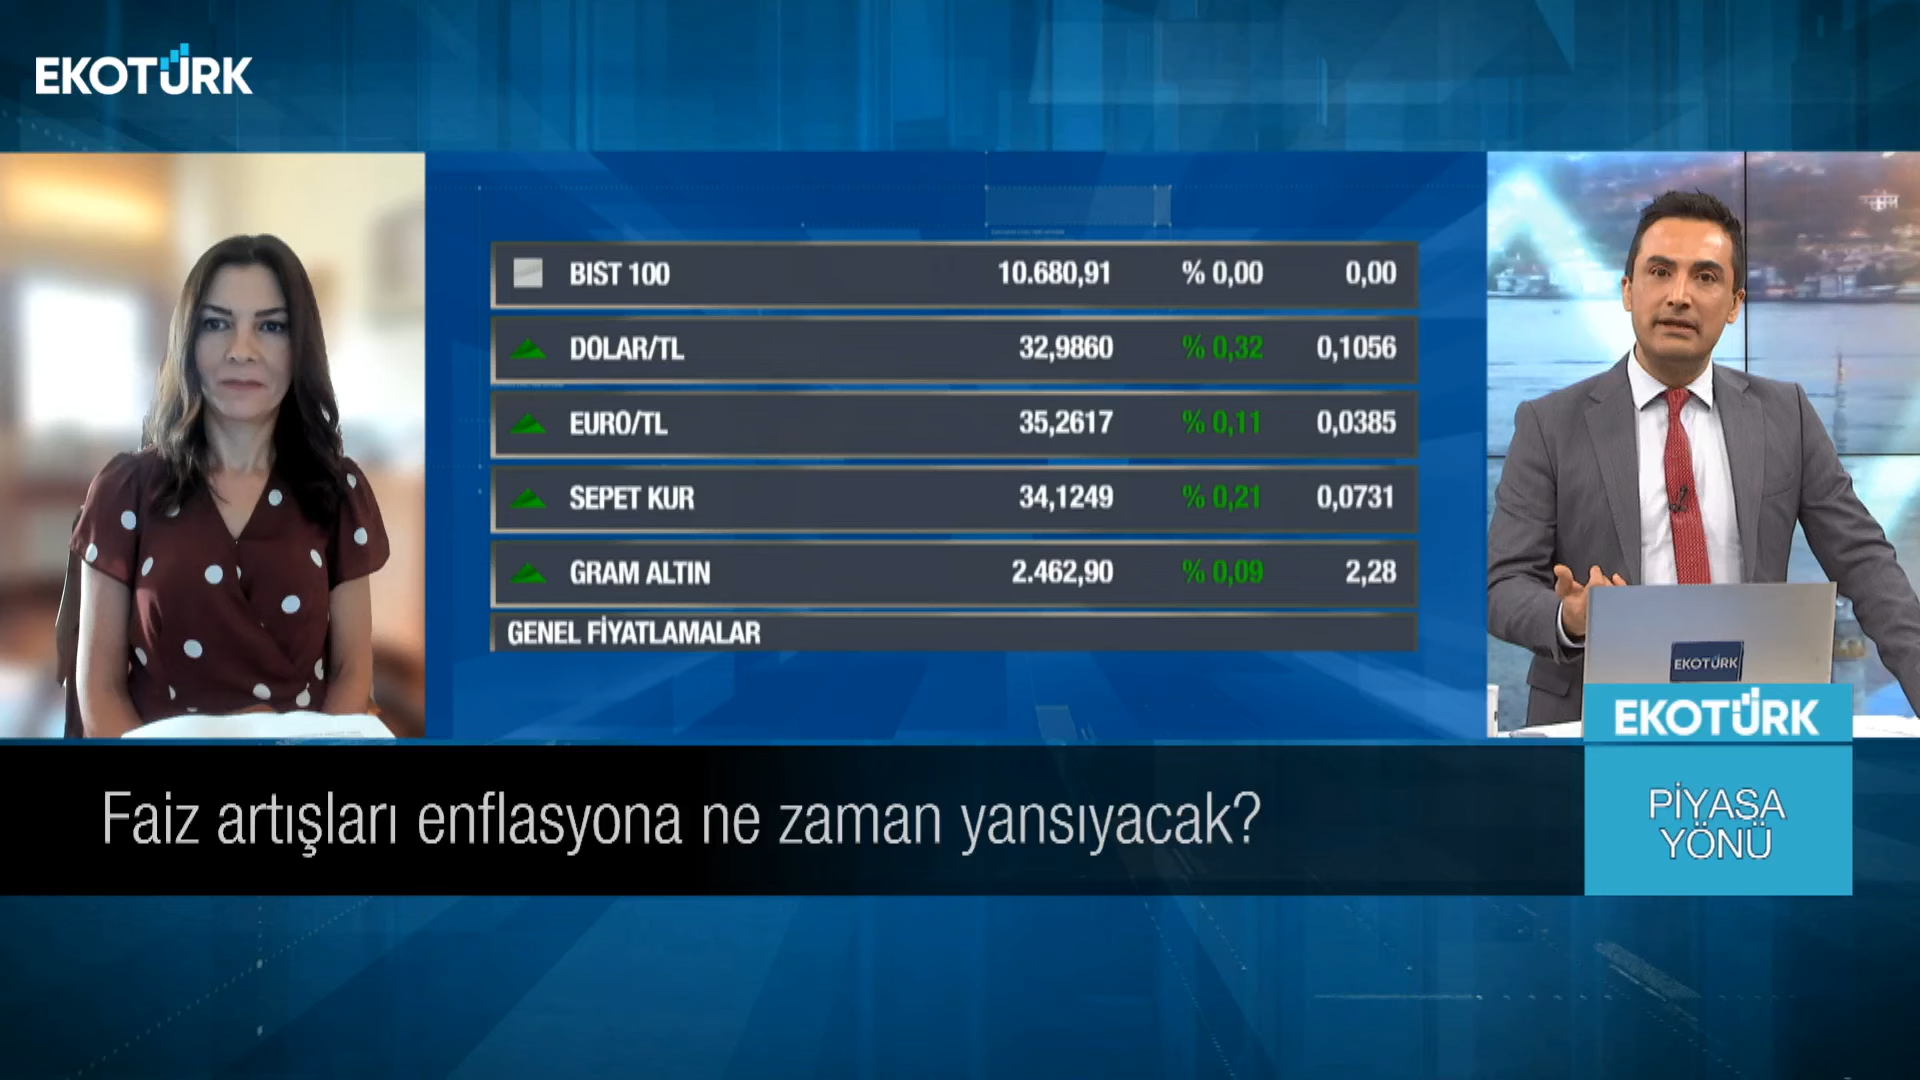 EKOTÜRK
BIST 100 10.680,91 % 0,00 0,00
DOLAR/TL 32,9860 % 0,32 0,1056
EURO/TL 35,2617 % 0,11 0,0385
SEPET KUR 34,1249 % 0,21 0,0731
GRAM ALTIN 2.462,90 % 0,09 2,28
GENEL FİYATLAMALAR
EKOTÜRK
EKOTÜRK
Faiz artışları enflasyona ne zaman yansıyacak?
PİYASA
YÖNÜ